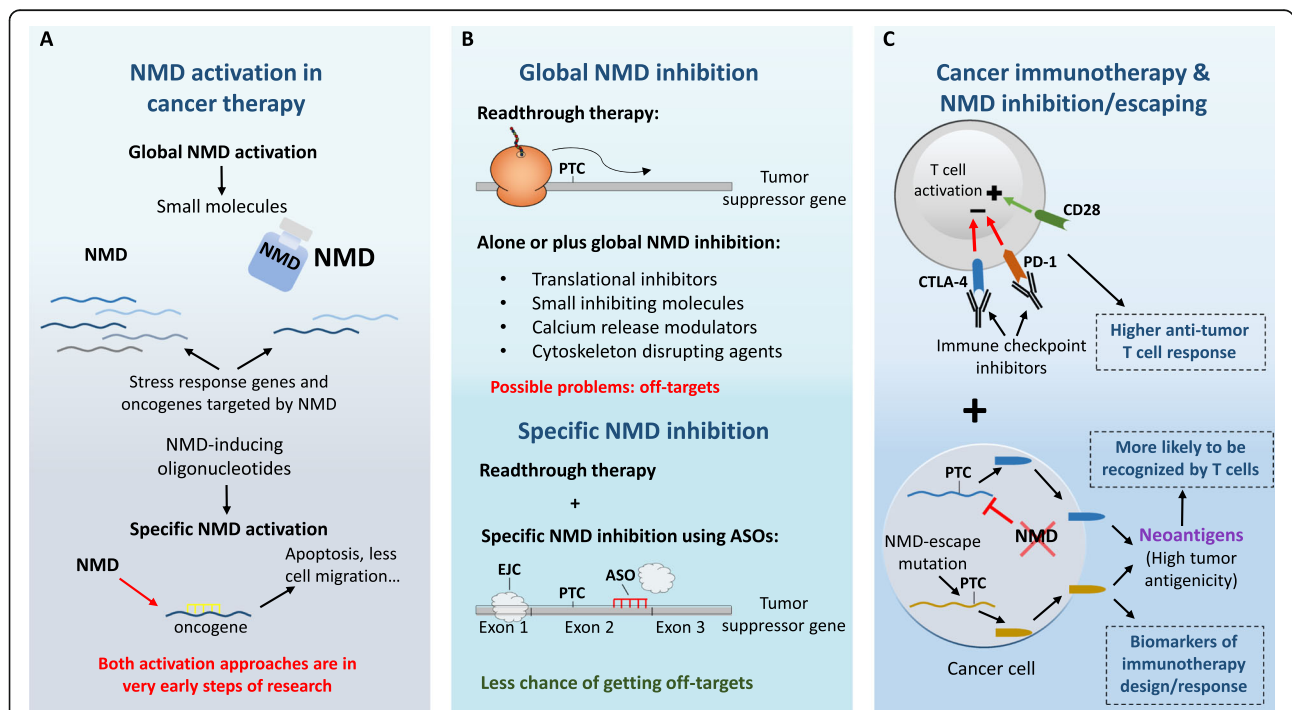 A
NMD activation in
cancer therapy
Global NMD activation
Small molecules
NMD
NMD
NMD
Stress response genes and
oncogenes targeted by NMD
NMD-inducing
oligonucleotides
Specific NMD activation
NMD
Apoptosis, less
cell migration...
oncogene
Both activation approaches are in
very early steps of research
B
Global NMD inhibition
Readthrough therapy:
PTC
Tumor
suppressor gene
Alone or plus global NMD inhibition:
• Translational inhibitors
• Small inhibiting molecules
• Calcium release modulators
• Cytoskeleton disrupting agents
Possible problems: off-targets
Specific NMD inhibition
Readthrough therapy
+
Specific NMD inhibition using ASOs:
EJC
PTC
ASO
Exon 1
Exon 2
Exon 3
Tumor
suppressor gene
Less chance of getting off-targets
C
Cancer immunotherapy &
NMD inhibition/escaping
T cell
activation
+
−
CD28
CTLA-4
PD-1
Immune checkpoint
inhibitors
Higher anti-tumor
T cell response
+
More likely to be
recognized by T cells
PTC
NMD
NMD-escape
mutation
PTC
Neoantigens
(High tumor
antigenicity)
Cancer cell
Biomarkers of
immunotherapy
design/response